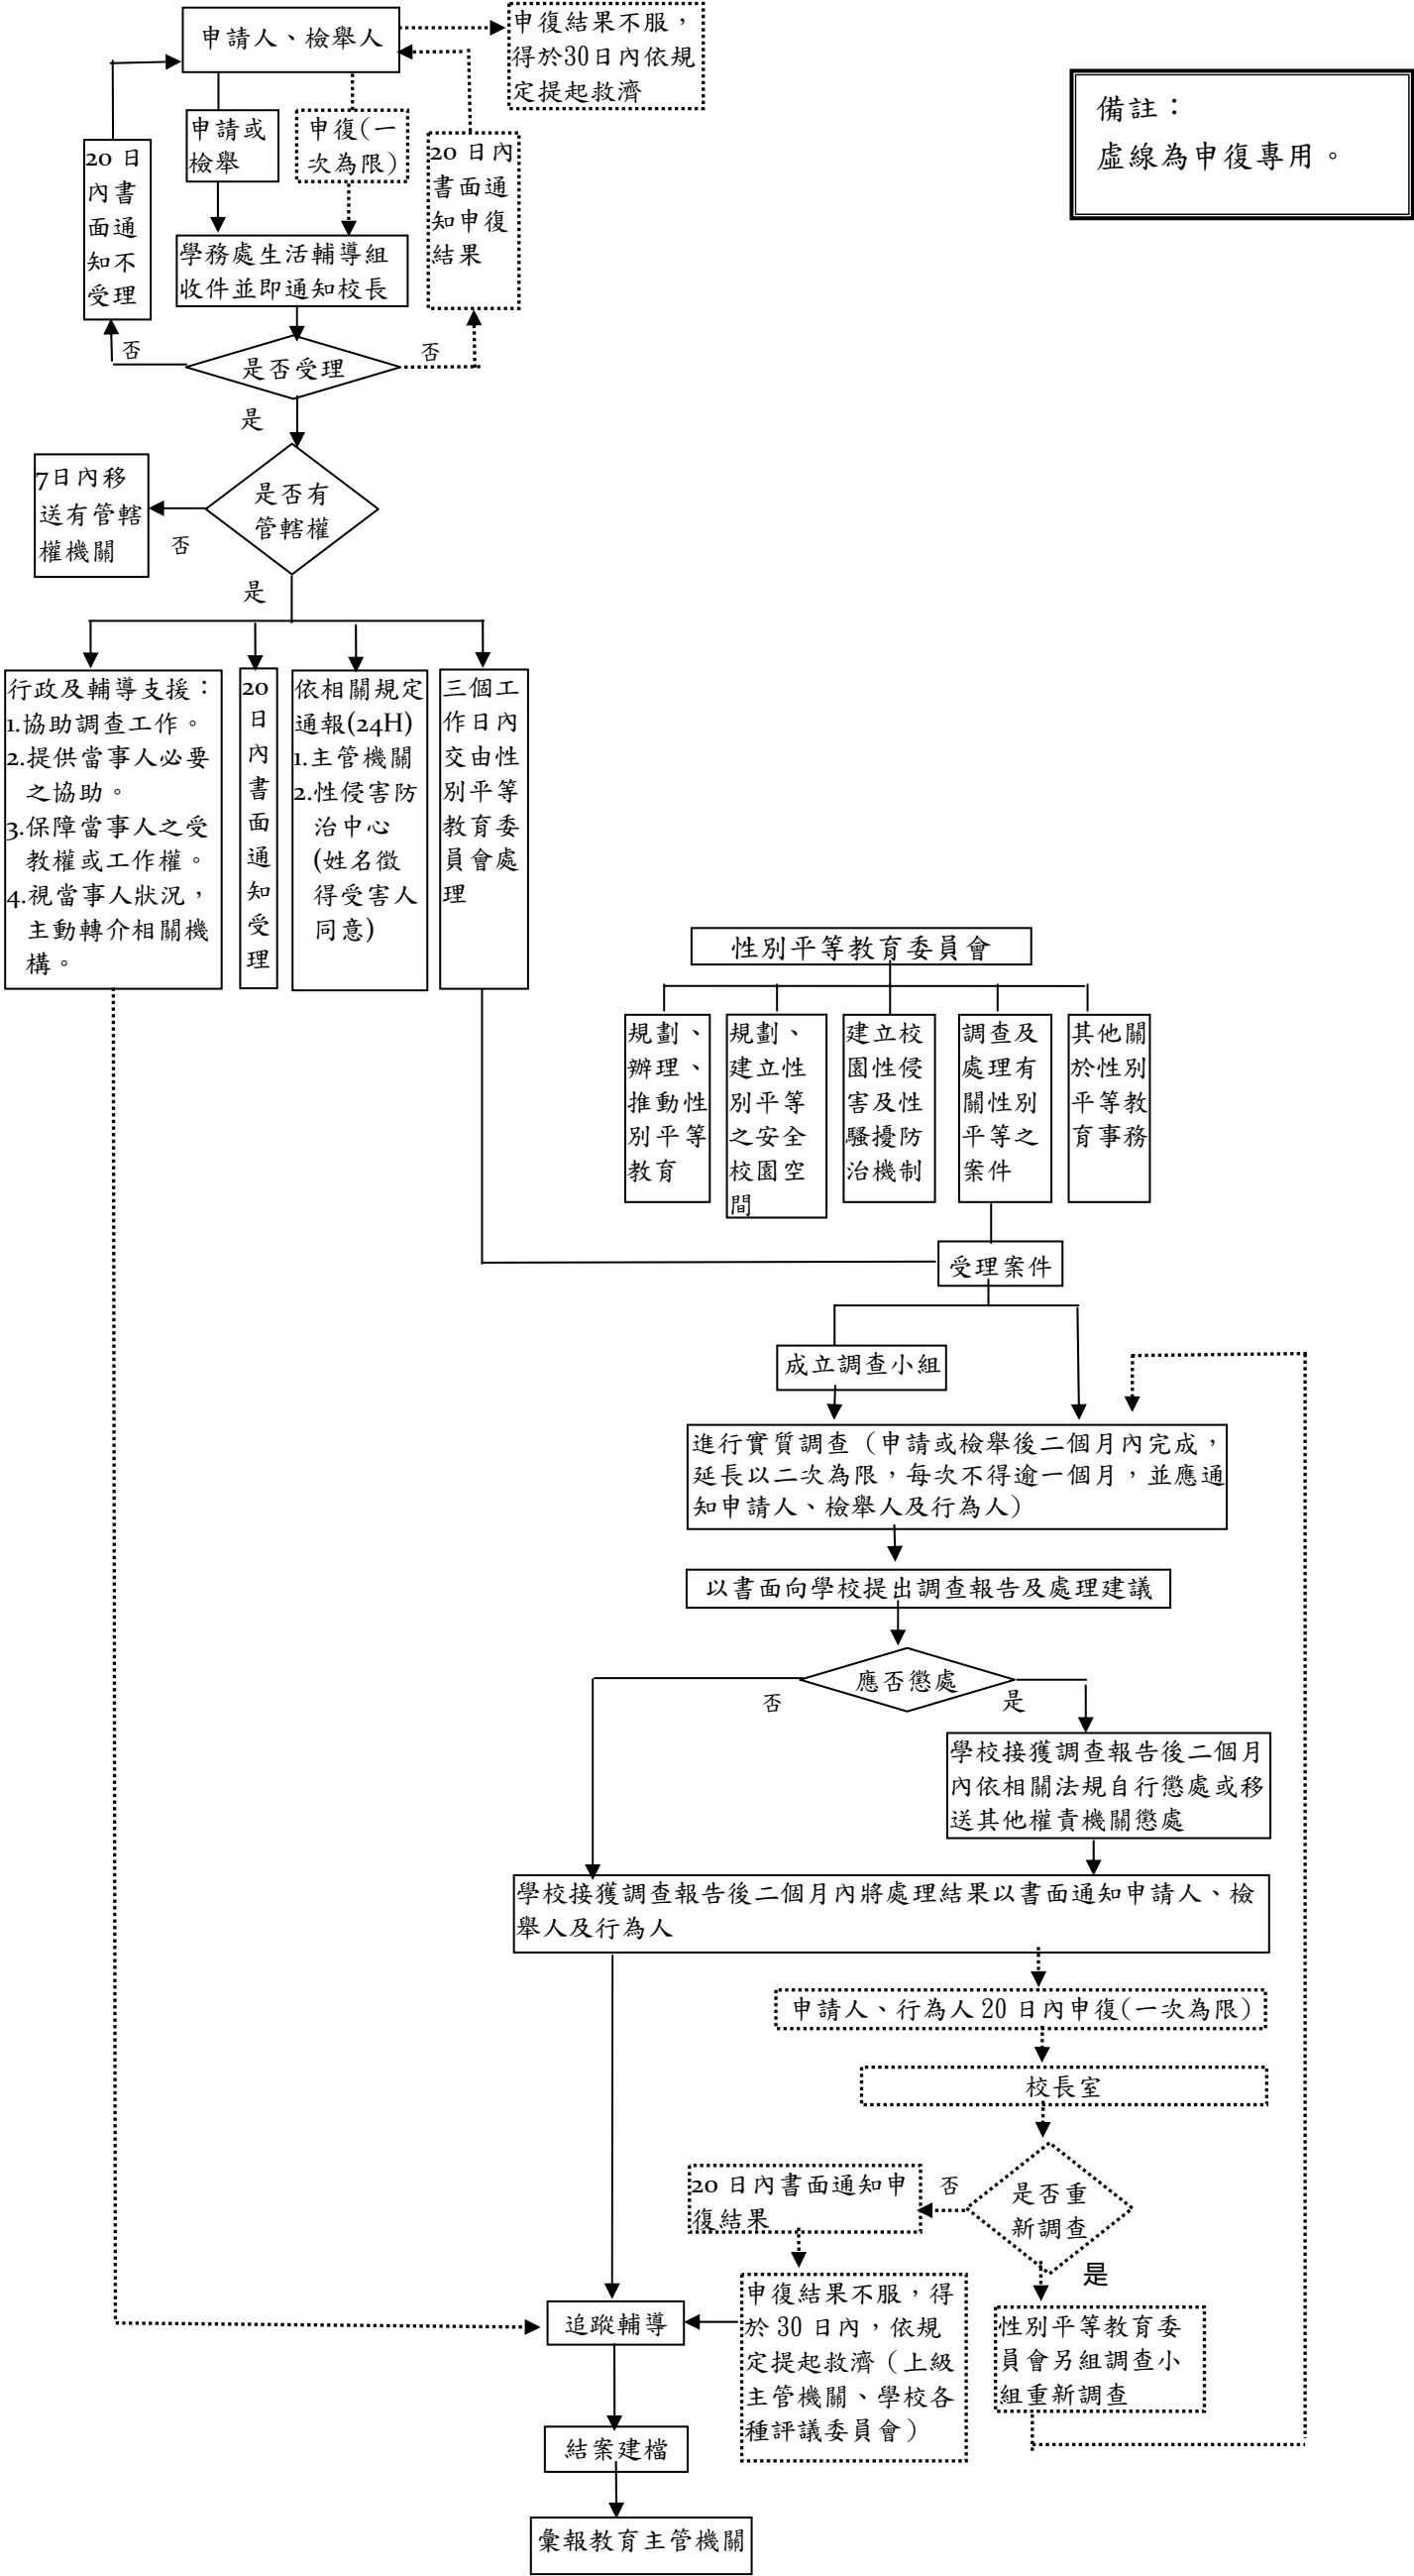 申請人、檢舉人
申復結果不服，
得於30日內依規
定提起救濟
備註：
虛線為申復專用。
申請或
檢舉
申復(一
次為限)
20 日
內書
面通
知不
受理
20 日內
書面通
知申復
結果
學務處生活輔導組
收件並即通知校長
否
是否受理
否
是
7日內移
送有管轄
權機關
是否有
管轄權
否
是
行政及輔導支援：
1.協助調查工作。
2.提供當事人必要
之協助。
3.保障當事人之受
教權或工作權。
4.視當事人狀況，
主動轉介相關機
構。
20
日
內
書
面
通
知
受
理
依相關規定
通報(24H)
1.主管機關
2.性侵害防
治中心
(姓名徵
得受害人
同意)
三個工
作日內
交由性
別平等
教育委
員會處
理
性別平等教育委員會
規劃、
辦理、
推動性
別平等
教育
規劃、
建立性
別平等
之安全
校園空
間
建立校
園性侵
害及性
騷擾防
治機制
調查及
處理有
關性別
平等之
案件
其他關
於性別
平等教
育事務
受理案件
成立調查小組
進行實質調查（申請或檢舉後二個月內完成，
延長以二次為限，每次不得逾一個月，並應通
知申請人、檢舉人及行為人）
以書面向學校提出調查報告及處理建議
應否懲處
否
是
學校接獲調查報告後二個月
內依相關法規自行懲處或移
送其他權責機關懲處
學校接獲調查報告後二個月內將處理結果以書面通知申請人、檢
舉人及行為人
申請人、行為人 20 日內申復(一次為限)
校長室
20 日內書面通知申
復結果
否
是否重
新調查
是
申復結果不服，得
於 30 日內，依規
定提起救濟（上級
主管機關、學校各
種評議委員會）
性別平等教育委
員會另組調查小
組重新調查
追蹤輔導
結案建檔
彙報教育主管機關